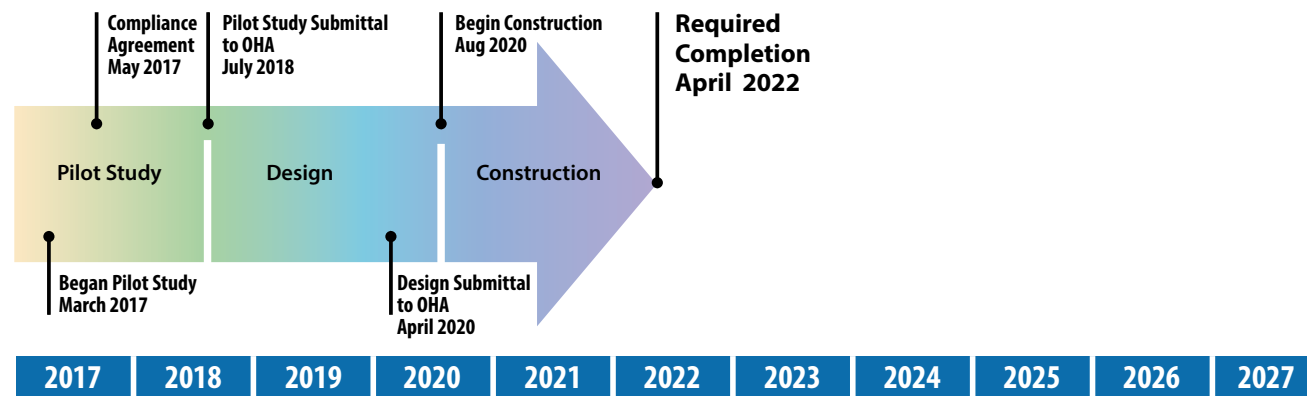 Compliance
Agreement
May 2017
Pilot Study Submittal
to OHA
July 2018
Begin Construction
Aug 2020
Required
Completion
April 2022
Pilot Study
Design
Construction
Began Pilot Study
March 2017
Design Submittal
to OHA
April 2020
2017
2018
2019
2020
2021
2022
2023
2024
2025
2026
2027